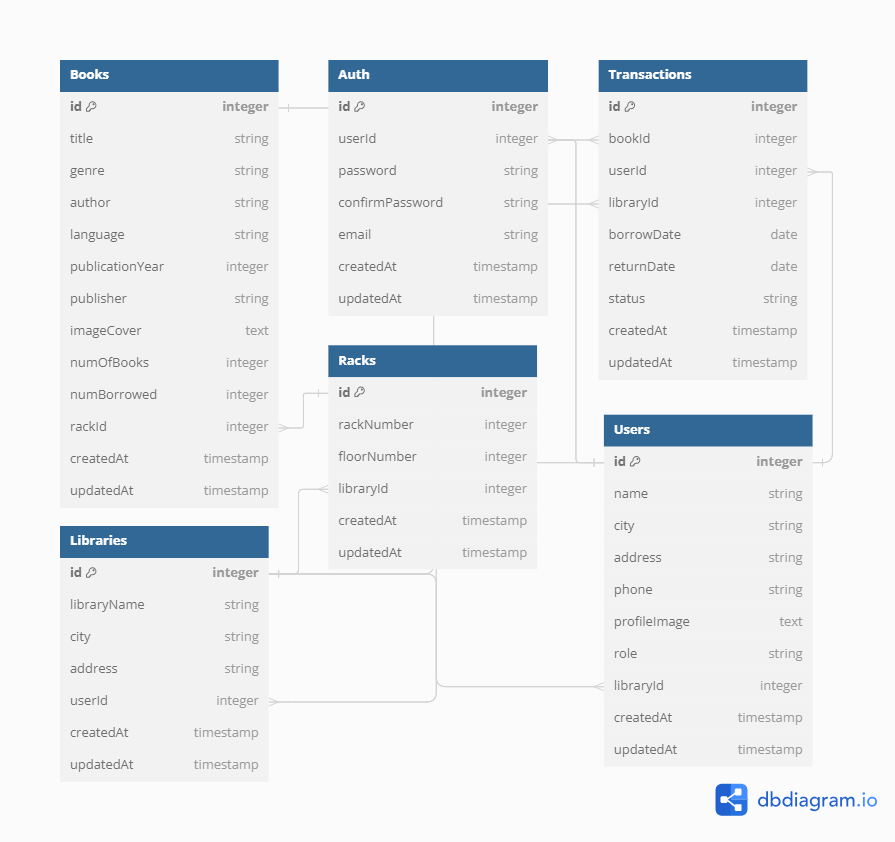 Books
id integer
title string
genre string
author string
language string
publicationYear integer
publisher string
imageCover text
numOfBooks integer
numBorrowed integer
rackId integer
createdAt timestamp
updatedAt timestamp
Auth
id integer
userId integer
password string
confirmPassword string
email string
createdAt timestamp
updatedAt timestamp
Transactions
id integer
bookId integer
userId integer
libraryId integer
borrowDate date
returnDate date
status string
createdAt timestamp
updatedAt timestamp
Racks
id integer
rackNumber integer
floorNumber integer
libraryId integer
createdAt timestamp
updatedAt timestamp
Users
id integer
name string
city string
address string
phone string
profileImage text
role string
libraryId integer
createdAt timestamp
updatedAt timestamp
Libraries
id integer
libraryName string
city string
address string
userId integer
createdAt timestamp
updatedAt timestamp
dbdiagram.io